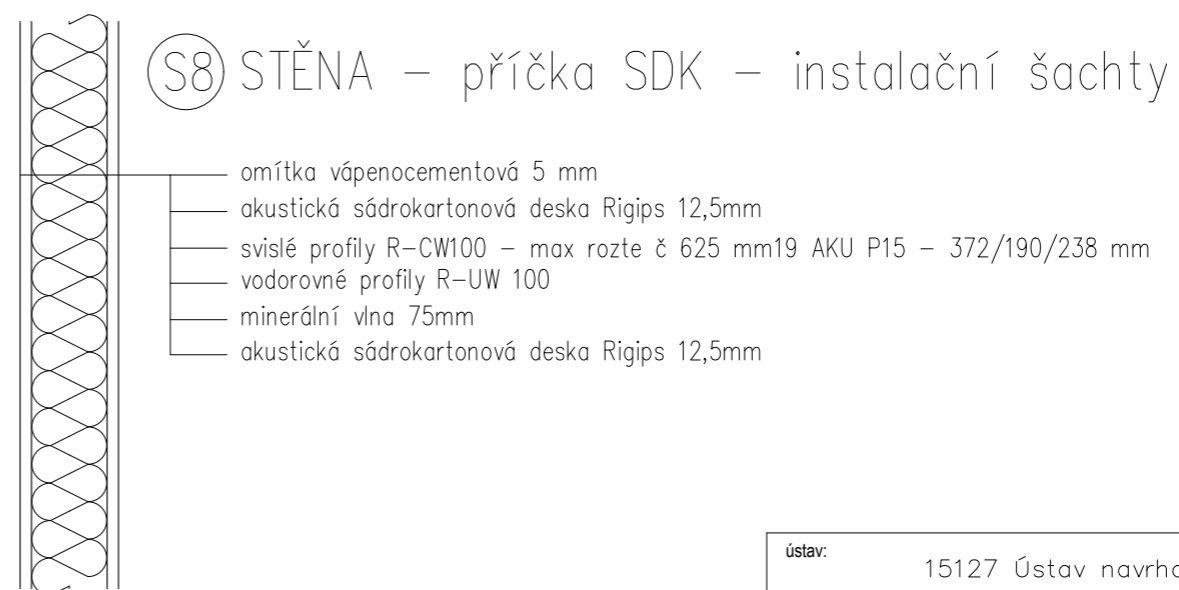 S8 STĚNA – příčka SDK – instalační šachty
omítka vápenocementová 5 mm
akustická sádrokartonová deska Rigips 12,5mm
svislé profily R–CW100 – max rozte č 625 mm19 AKU P15 – 372/190/238 mm
vodorovné profily R–UW 100
minerální vlna 75mm
akustická sádrokartonová deska Rigips 12,5mm
ústav:
15127 Ústav navrho